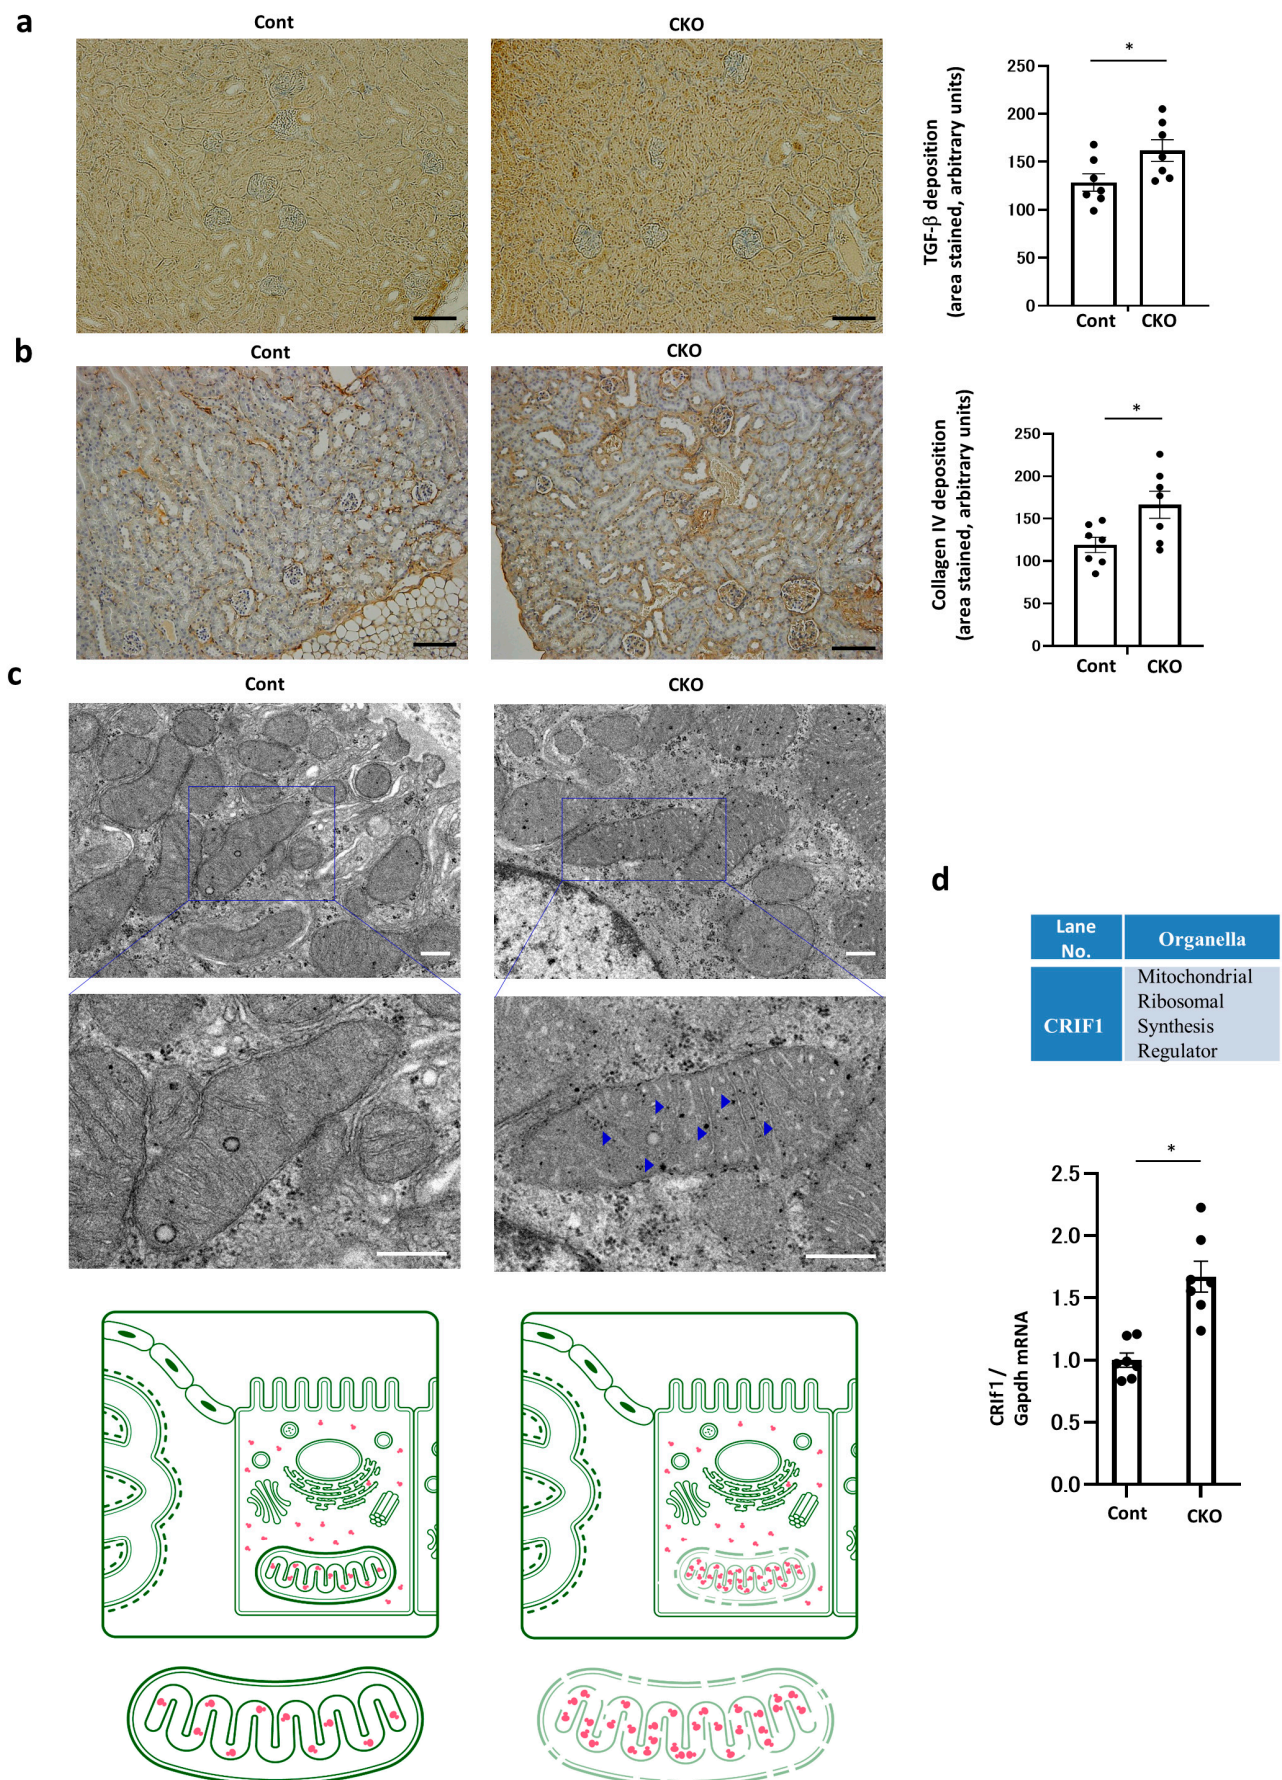 a
Cont
CKO
*
TGF-β deposition
(area stained, arbitrary units)
250
200
150
100
50
0
Cont
CKO
b
Cont
CKO
*
Collagen IV deposition
(area stained, arbitrary units)
250
200
150
100
50
0
Cont
CKO
c
Cont
CKO
d
Lane
No.
Organella
CRIF1
Mitochondrial
Ribosomal
Synthesis
Regulator
*
CRIf1 /
Gapdh mRNA
2.5
2.0
1.5
1.0
0.5
0.0
Cont
CKO